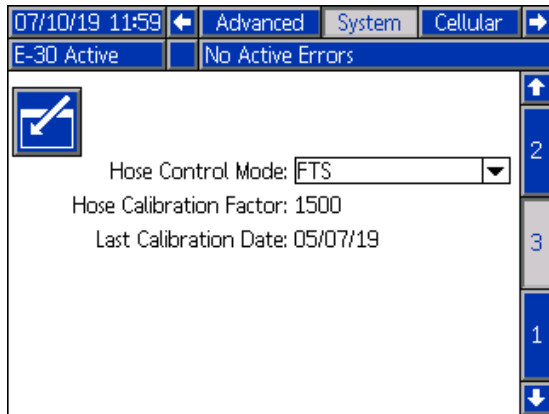 07/10/19 11:59 Advanced System Cellular
E-30 Active No Active Errors
2
Hose Control Mode: FTS
Hose Calibration Factor: 1500
Last Calibration Date: 05/07/19
3
1